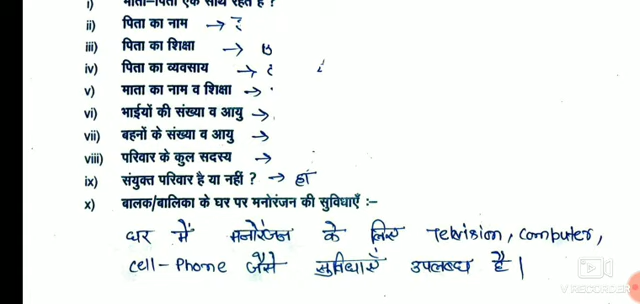 i) माता-पिता एक साथ रहते हैं ?
ii) पिता का नाम →
iii) पिता का शिक्षा →
iv) पिता का व्यवसाय →
v) माता का नाम व शिक्षा →
vi) भाईयों की संख्या व आयु →
vii) बहनों के संख्या व आयु →
viii) परिवार के कुल सदस्य →
ix) संयुक्त परिवार है या नहीं ? → हाँ
x) बालक/बालिका के घर पर मनोरंजन की सुविधाएँ :-
घर में मनोरंजन के लिए Television, computer,
cell-Phone जैसे सुविधाएँ उपलब्ध है।
V RECORDER